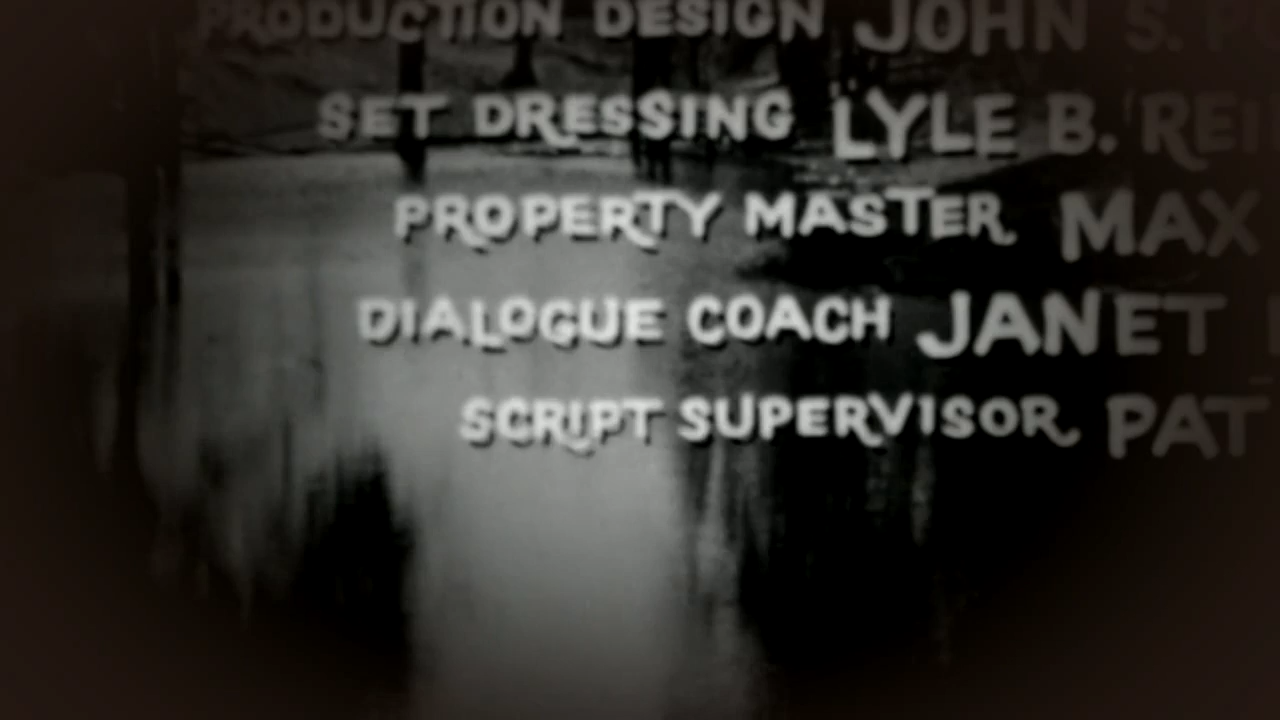 PRODUCTION DESIGN JOHN S.
SET DRESSING LYLE B.
PROPERTY MASTER MAX
DIALOGUE COACH JANET
SCRIPT SUPERVISOR PAT